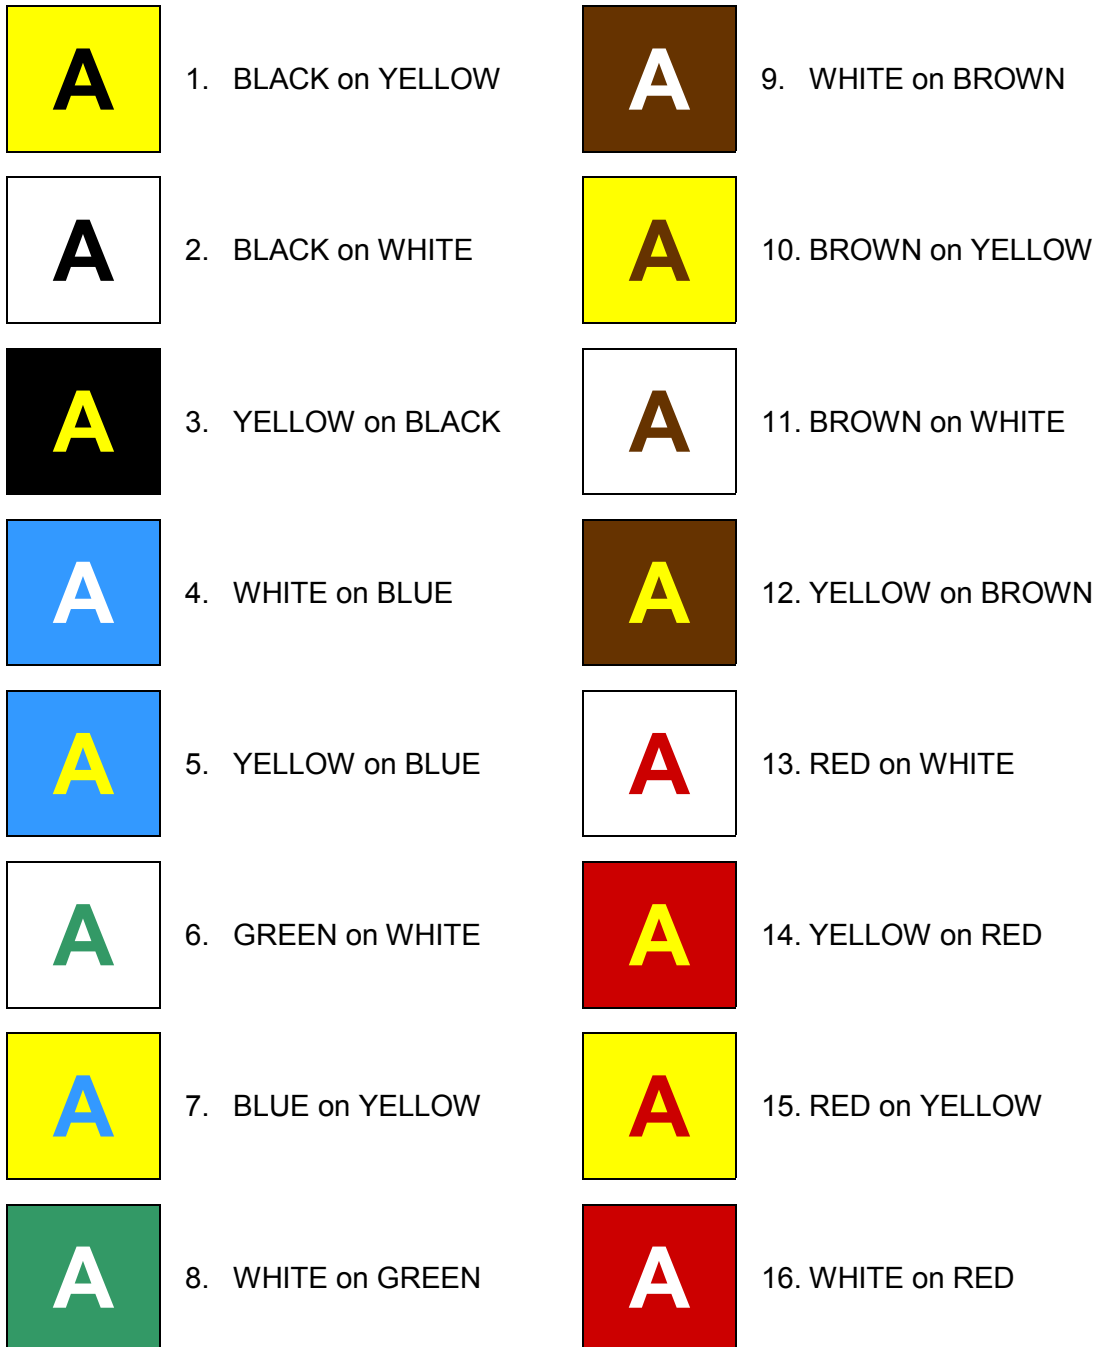 A 1. BLACK on YELLOW
A 2. BLACK on WHITE
A 3. YELLOW on BLACK
A 4. WHITE on BLUE
A 5. YELLOW on BLUE
A 6. GREEN on WHITE
A 7. BLUE on YELLOW
A 8. WHITE on GREEN
A 9. WHITE on BROWN
A 10. BROWN on YELLOW
A 11. BROWN on WHITE
A 12. YELLOW on BROWN
A 13. RED on WHITE
A 14. YELLOW on RED
A 15. RED on YELLOW
A 16. WHITE on RED